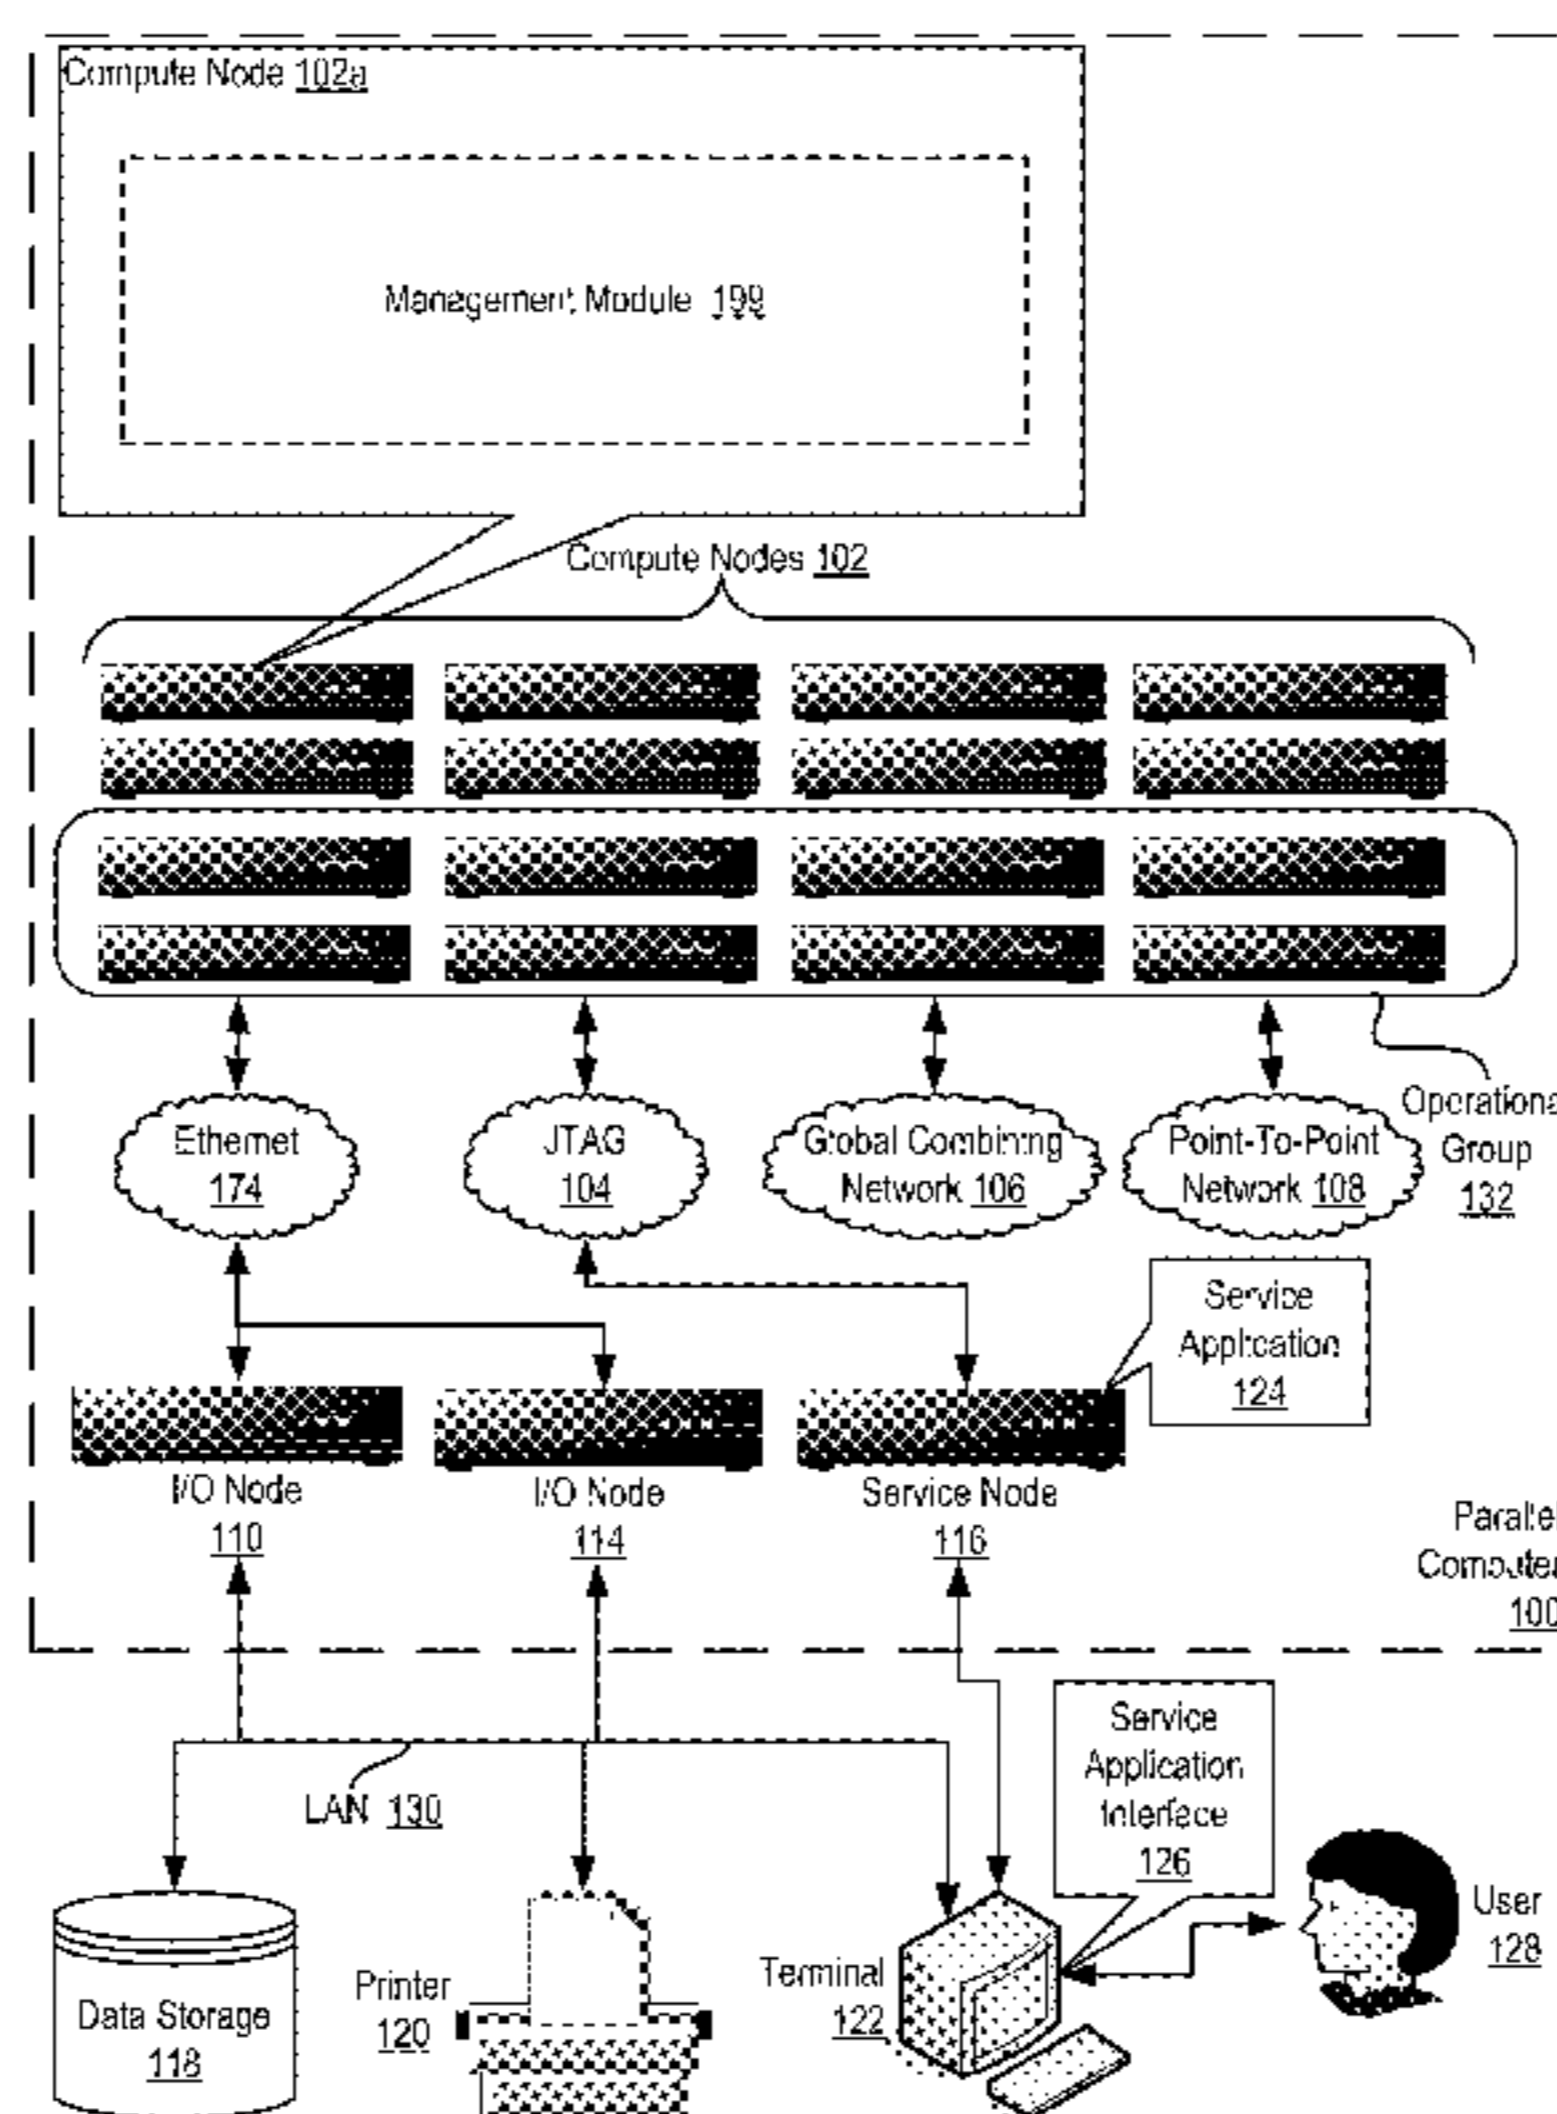 Compute Node 102a
Management Module 199
Compute Nodes 102
Ethernet
174
JTAG
104
Global Combining
Network 106
Point-To-Point
Network 108
Operationa
Group
132
Service
Application
124
I/O Node
110
I/O Node
114
Service Node
116
Parallel
Computer
100
LAN 130
Service
Application
Interface
126
Data Storage
118
Printer
120
Terminal
122
User
128